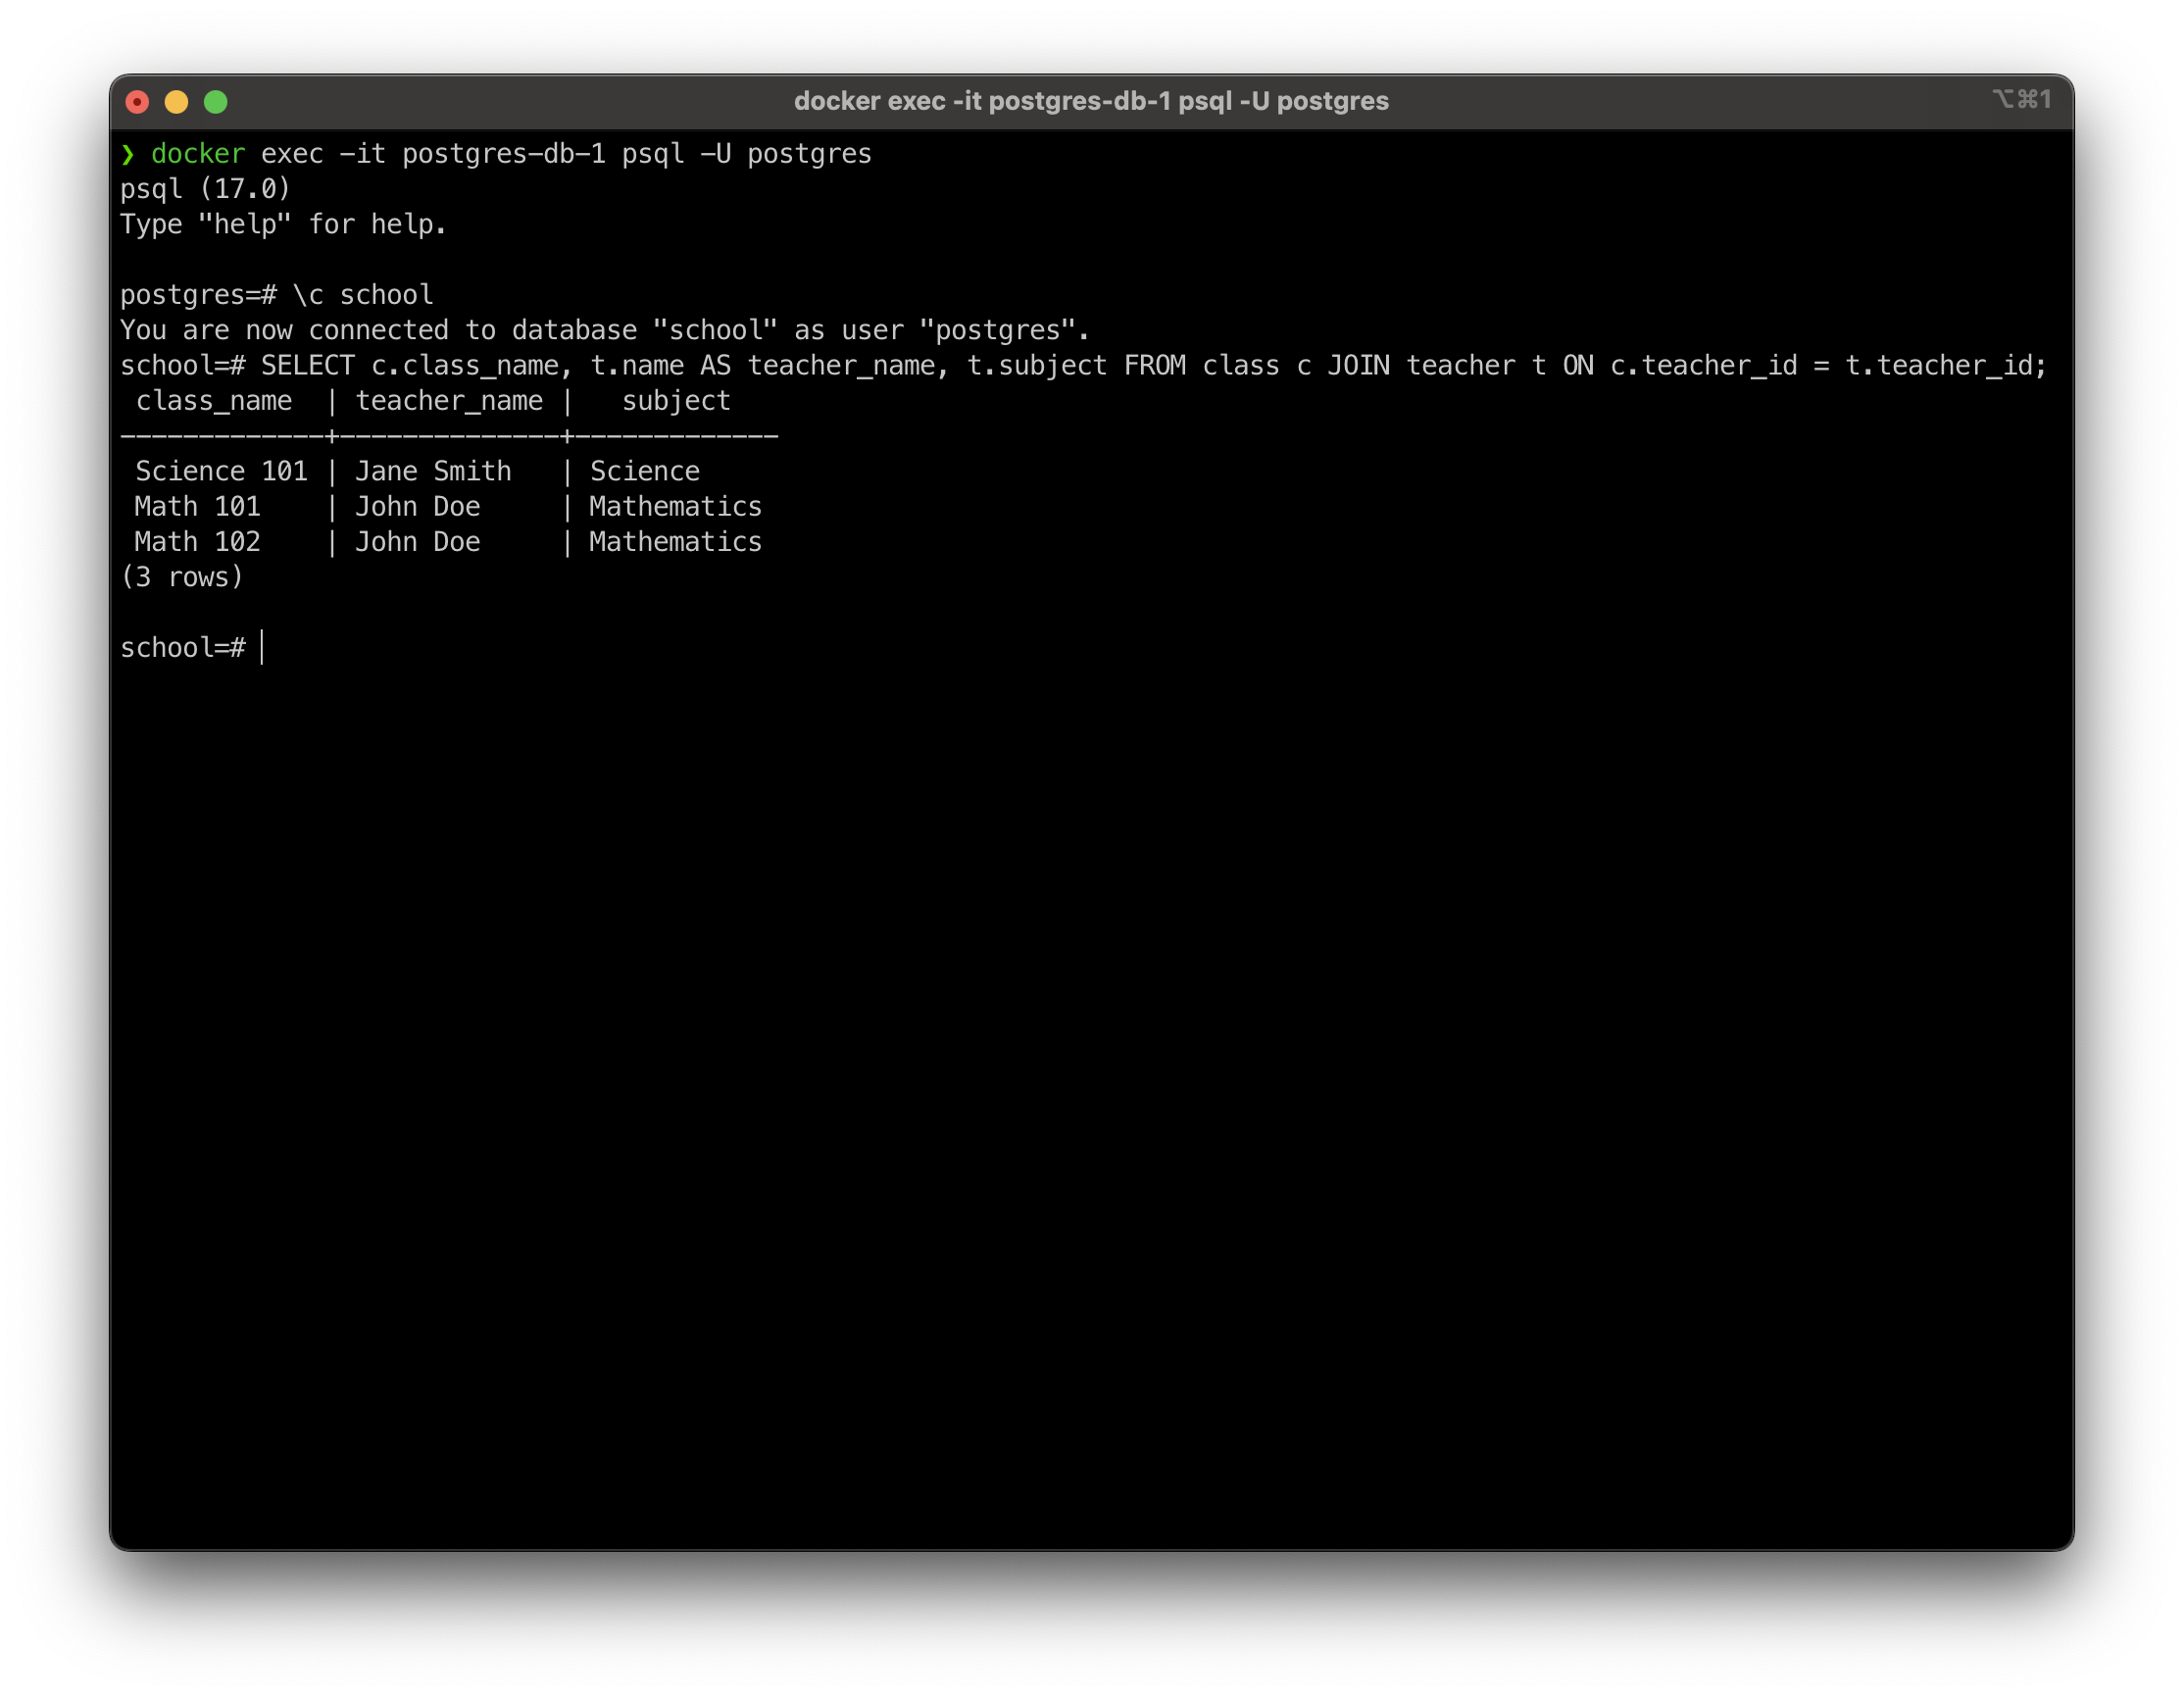 docker exec -it postgres-db-1 psql -U postgres
⌥⌘1
❯ docker exec -it postgres-db-1 psql -U postgres
psql (17.0)
Type "help" for help.

postgres=# \c school
You are now connected to database "school" as user "postgres".
school=# SELECT c.class_name, t.name AS teacher_name, t.subject FROM class c JOIN teacher t ON c.teacher_id = t.teacher_id;
 class_name  | teacher_name |   subject
-------------+--------------+-------------
 Science 101 | Jane Smith   | Science
 Math 101    | John Doe     | Mathematics
 Math 102    | John Doe     | Mathematics
(3 rows)

school=#